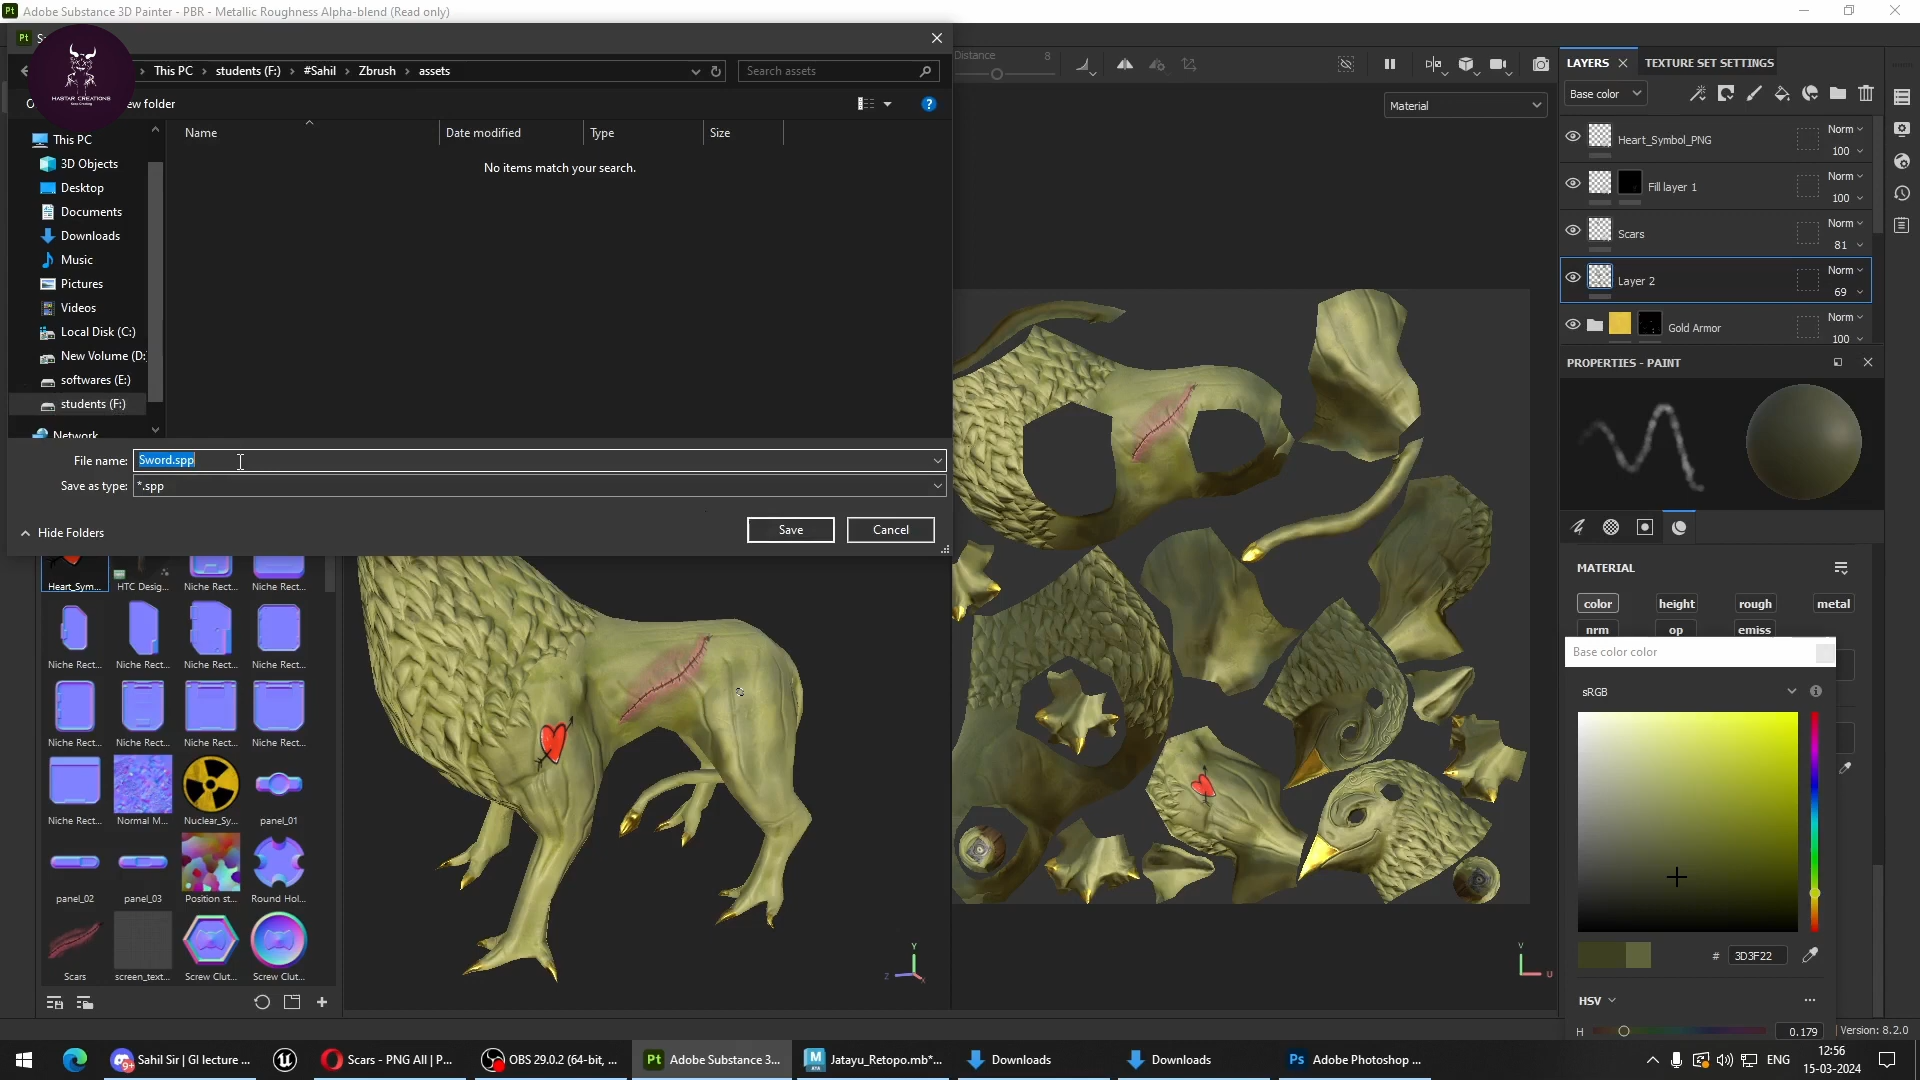 Adobe Substance 3D Painter - PBR - Metallic Roughness Alpha-blend (Read only)
HASTAR CREATIONS
This PC
students (F:)
#Sahil
Zbrush
assets
Search assets
ew folder
Name
Date modified
Type
Size
No items match your search.
This PC
3D Objects
Desktop
Documents
Downloads
Music
Pictures
Videos
Local Disk (C:)
New Volume (D:
softwares (E:)
students (F:)
Network
File name:
Sword.spp
Save as type:
*.spp
Hide Folders
Save
Cancel
Distance
8
Material
LAYERS
TEXTURE SET SETTINGS
Base color
Heart_Symbol_PNG
Norm
100
Fill layer 1
Norm
100
Scars
Norm
81
Layer 2
Norm
69
Gold Armor
Norm
100
PROPERTIES - PAINT
MATERIAL
color
height
rough
metal
nrm
op
emiss
Base color color
sRGB
#
3D3F22
HSV
H
0.179
Heart_Sym...
HTC Desig...
Niche Rect...
Niche Rect...
Niche Rect...
Niche Rect...
Niche Rect...
Niche Rect...
Niche Rect...
Niche Rect...
Niche Rect...
Niche Rect...
Niche Rect...
Normal M...
Nuclear_Sy...
panel_01
panel_02
panel_03
Position st...
Round Hol...
Scars
screen_text...
Screw Clut...
Screw Clut...
Y
Z
X
V
U
Version: 8.2.0
9+
Sahil Sir | GI lecture ...
Scars - PNG All | P...
OBS 29.0.2 (64-bit, ...
Adobe Substance 3...
Jatayu_Retopo.mb*...
Downloads
Downloads
Adobe Photoshop ...
ENG
12:56
15-03-2024